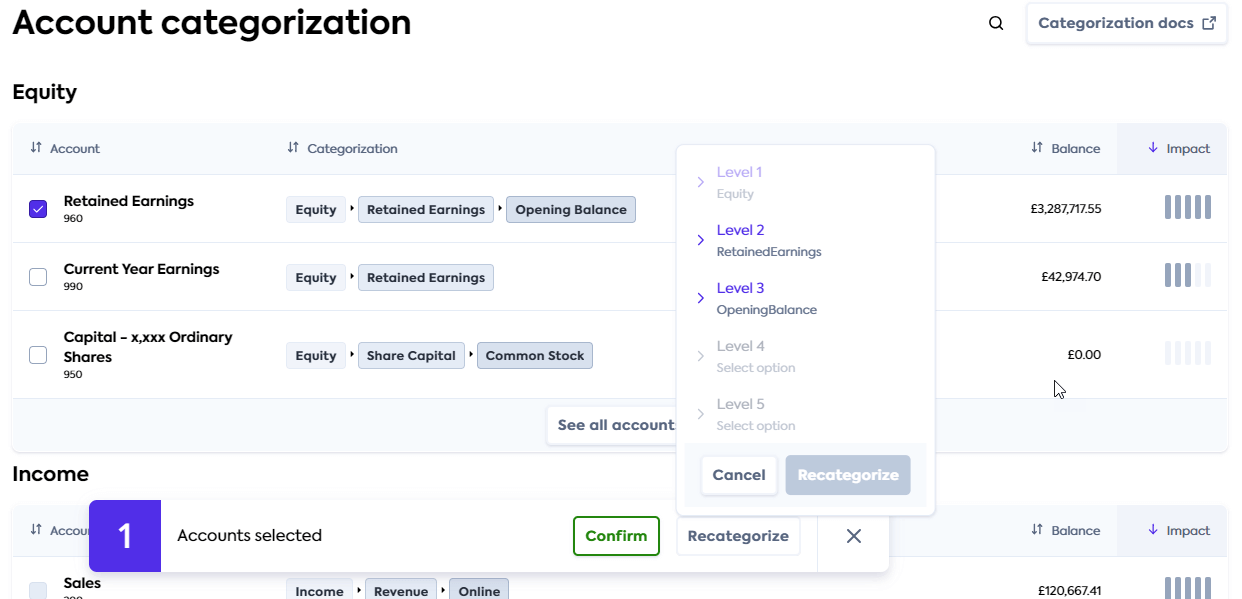 Account categorization
Categorization docs
Equity
Account
Categorization
Balance
Impact
Retained Earnings
960
Equity
Retained Earnings
Opening Balance
£3,287,717.55
Current Year Earnings
990
Equity
Retained Earnings
£42,974.70
Capital - x,xxx Ordinary
Shares
950
Equity
Share Capital
Common Stock
£0.00
See all account
Level 1
Equity
Level 2
RetainedEarnings
Level 3
OpeningBalance
Level 4
Select option
Level 5
Select option
Cancel
Recategorize
Income
Accou
Balance
Impact
1
Accounts selected
Confirm
Recategorize
Sales
Income
Revenue
Online
£120,667.41